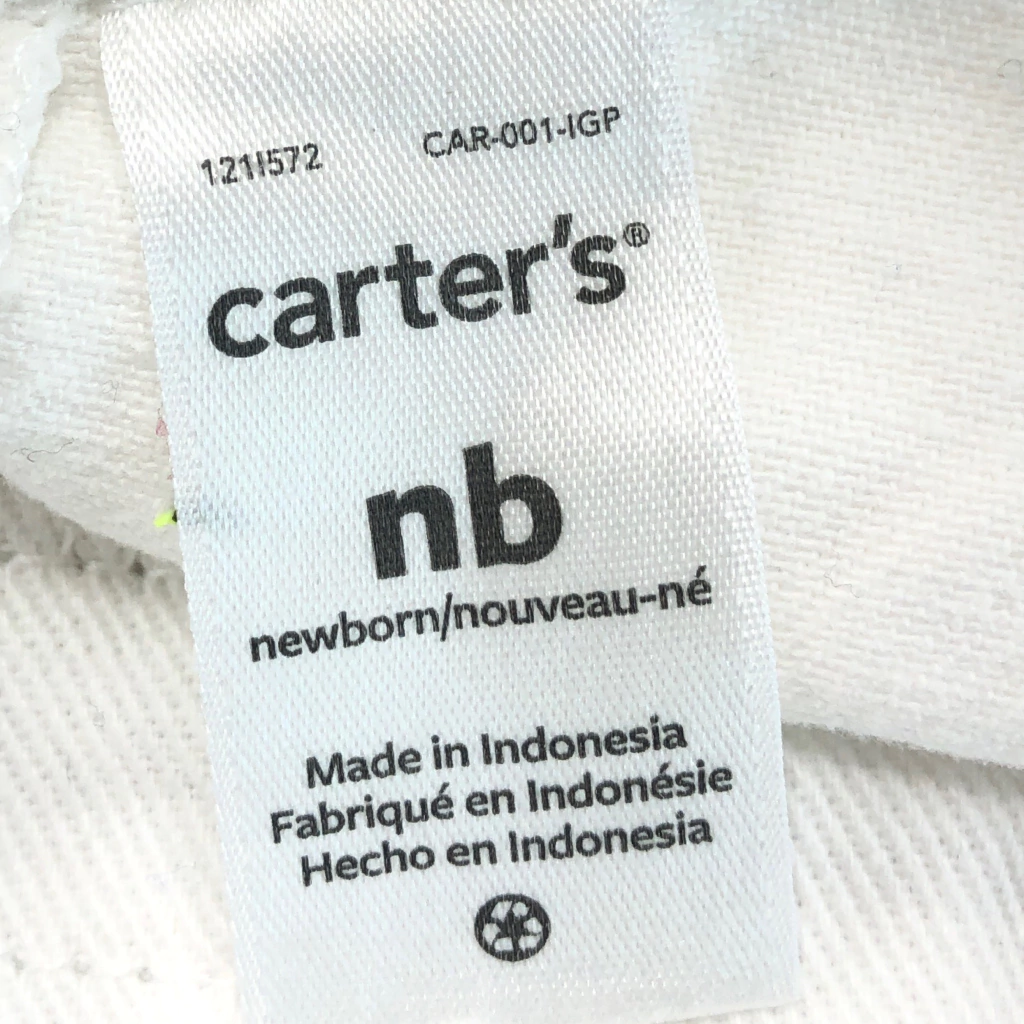 121I572 CAR-001-IGP
carter's®
nb
newborn/nouveau-né
Made in Indonesia
Fabriqué en Indonésie
Hecho en Indonesia